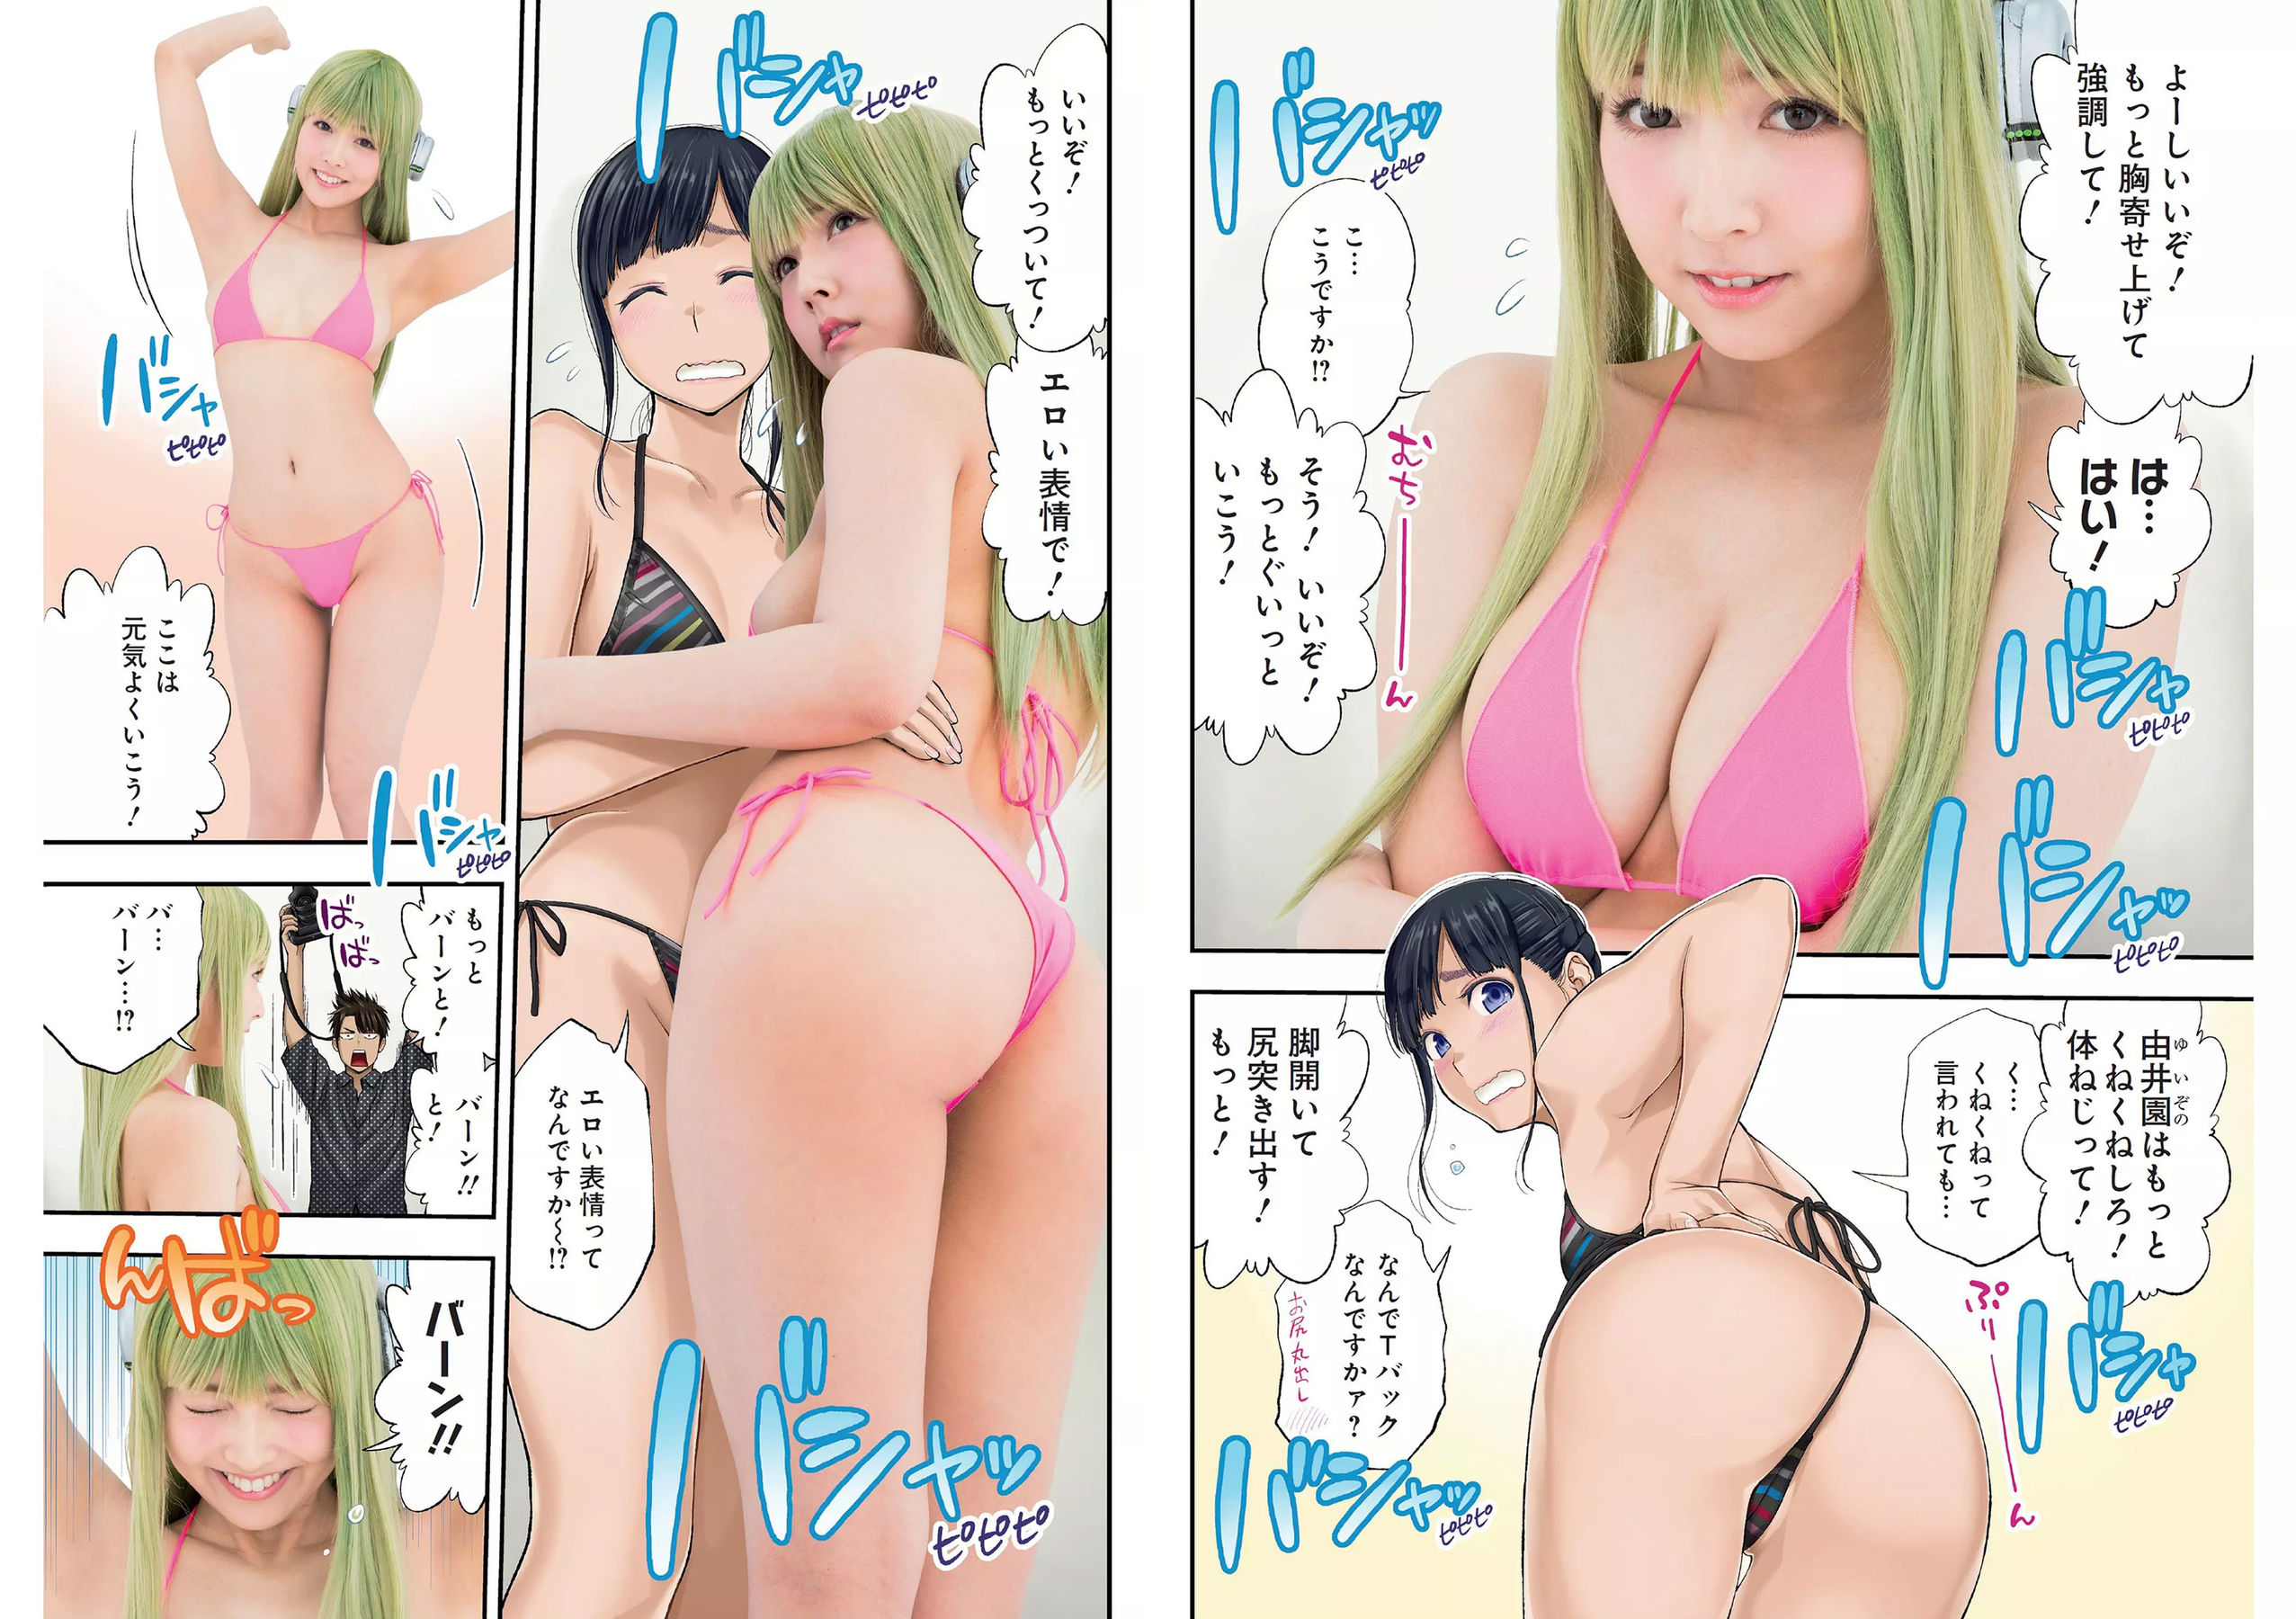 よーしいいぞ!
もっと胸寄せ上げて
強調して!
は…
はい!
バシャッ
ピピピ
こ…
こうですか!?
そう!いいぞ!
もっとぐいっと
いこう!
むちーーん
バシャ
ピピピ
バシャッ
ピピピ
由井園はもっと
ゆいぞの
くねくねしろ!
体ねじって!
く…
くねくねって
言われても…
ぷりーーん
バシャ
ピピピ
脚開いて
尻突き出す!
もっと!
なんでTバック
なんですかァ?
お尻丸出し
バシャッ
ピピピ
いいぞ!
もっとくっついて!
エロい表情で!
バシャ
ピピピ
エロい表情って
なんですか〜!?
バシャッ
ピピピ
バシャ
ピピピ
ここは
元気よくいこう!
バシャ
ピピピ
もっと
バーンと!
バーン!!
と!
ばっ
ばっ
バ…
バーン…!?
んばっ
バーン!!